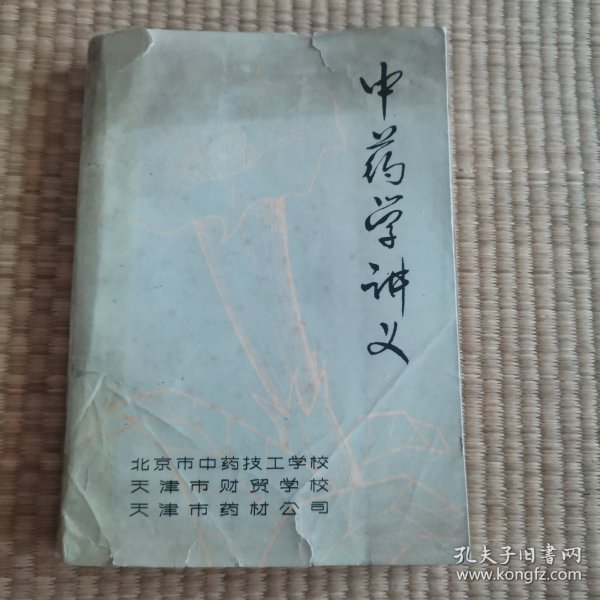 中药学讲义
北京市中药技工学校
天津市财贸学校
天津市药材公司
孔夫子旧书网
www.kongfz.com